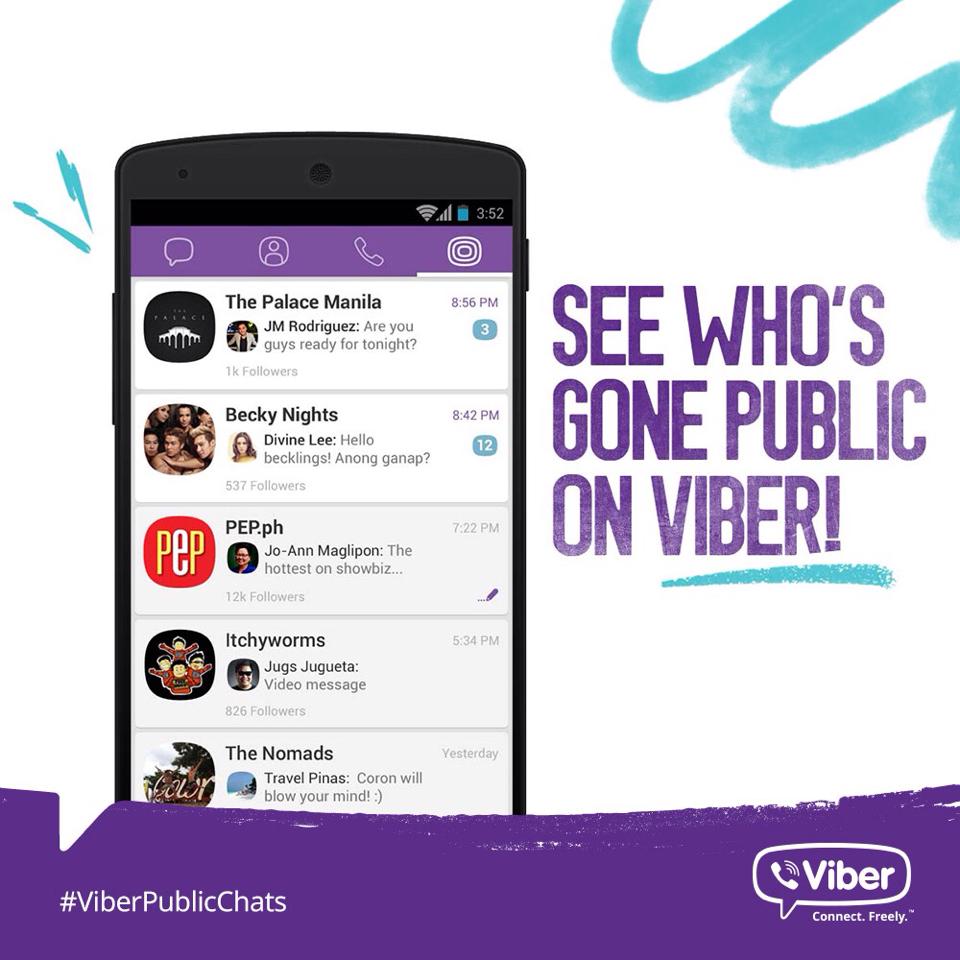 3:52
The Palace Manila 8:56 PM
JM Rodriguez: Are you 3
guys ready for tonight?
1k Followers
Becky Nights 8:42 PM
Divine Lee: Hello 12
becklings! Anong ganap?
537 Followers
PEP.ph 7:22 PM
Jo-Ann Maglipon: The
hottest on showbiz...
12k Followers
Itchyworms 5:34 PM
Jugs Jugueta:
Video message
826 Followers
The Nomads Yesterday
Travel Pinas: Coron will
blow your mind! :)
THE
PALACE
PEP
SEE WHO'S
GONE PUBLIC
ON VIBER!
#ViberPublicChats
Viber
Connect. Freely.™